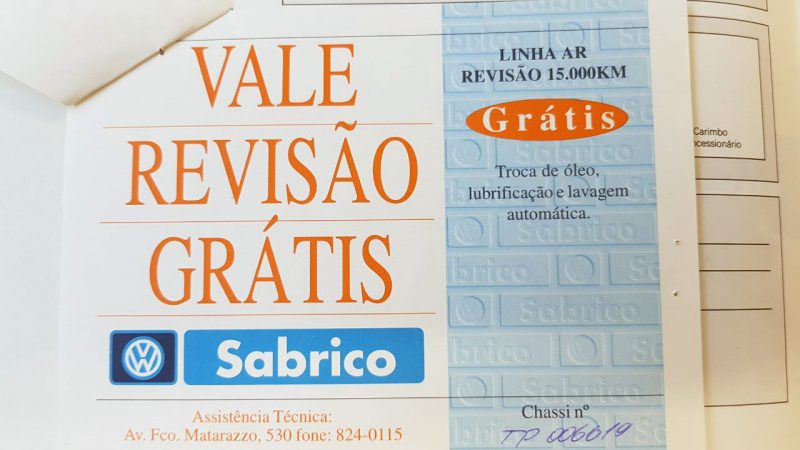 VALE
REVISÃO
GRÁTIS
Sabrico
Assistência Técnica:
Av. Fco. Matarazzo, 530 fone: 824-0115
LINHA AR
REVISÃO 15.000KM
Grátis
Troca de óleo,
lubrificação e lavagem
automática.
Chassi nº
TP 006619
Carimbo